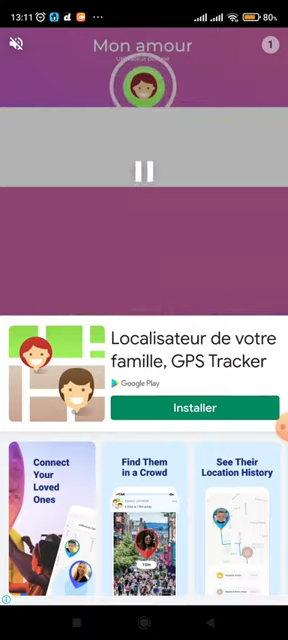 13:11
80%
Mon amour
1
Localisateur de votre
famille, GPS Tracker
Google Play
Installer
Connect
Your
Loved
Ones
Find Them
in a Crowd
See Their
Location History